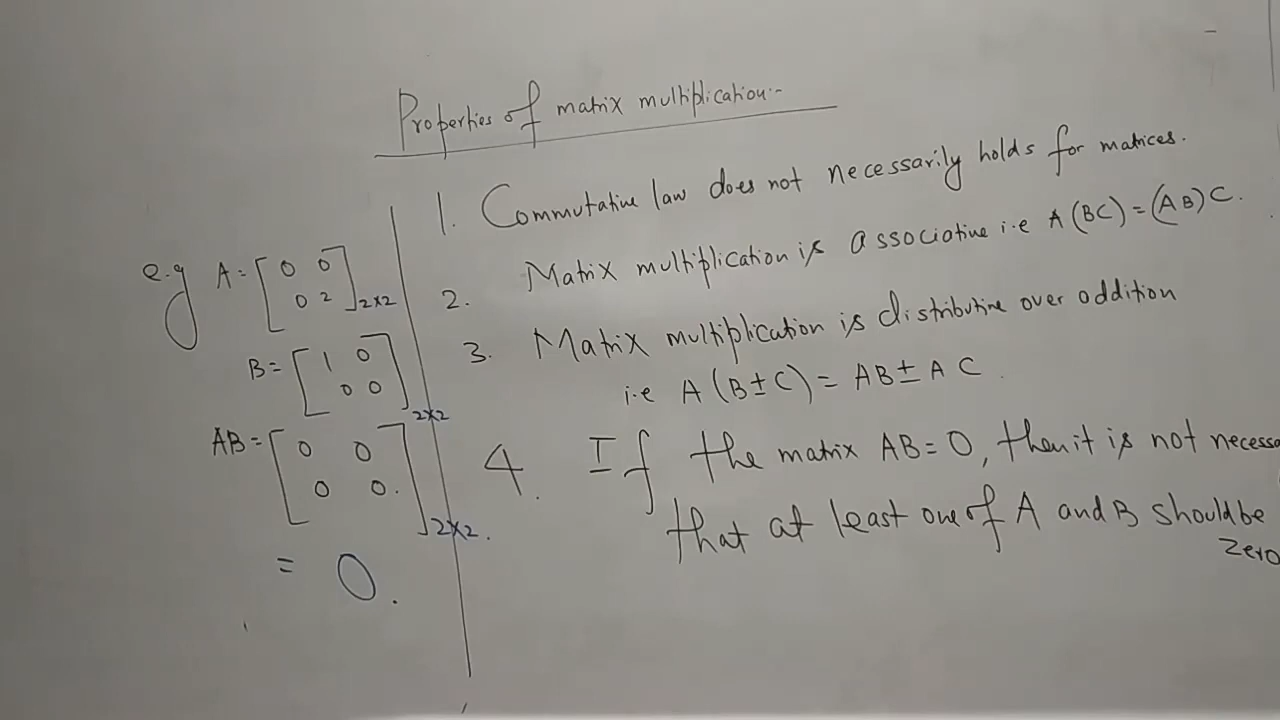 Properties of matrix multiplication:-
1. Commutative law does not necessarily holds for matrices.
2. Matrix multiplication is associative i.e A (BC) = (AB) C.
3. Matrix multiplication is distributive over addition
i.e A (B ± C) = AB ± A C
4. If the matrix AB = 0, then it is not necessa
that at least one of A and B should be
zero
e.g A = [ 0 0
0 2 ] 2×2
B = [ 1 0
0 0 ] 2×2
AB = [ 0 0
0 0. ] 2×2.
= 0.